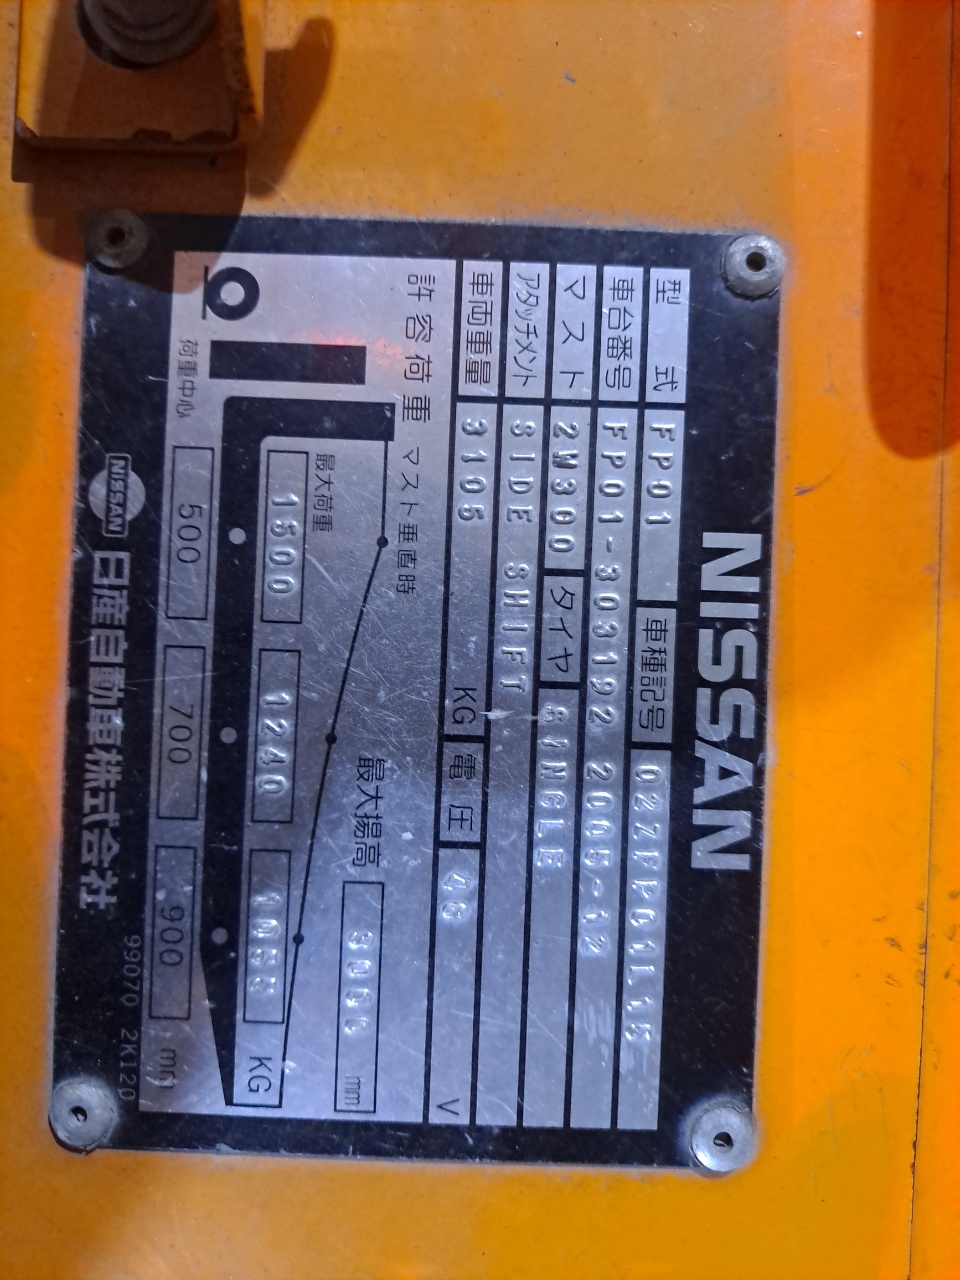 NISSAN
型式 FP01 車種記号 02ZFP01L15
車台番号 FP01-303192 2005-12
マスト 2W300 タイヤ SINGLE
アタッチメント SIDE SHIFT
車両重量 3105 KG 電圧 48 V
許容荷重 マスト垂直時
最大揚高 3000 mm
最大荷重
1500 1240 1065 KG
荷重中心 500 700 900 mm
NISSAN 日産自動車株式会社
99070 2K120